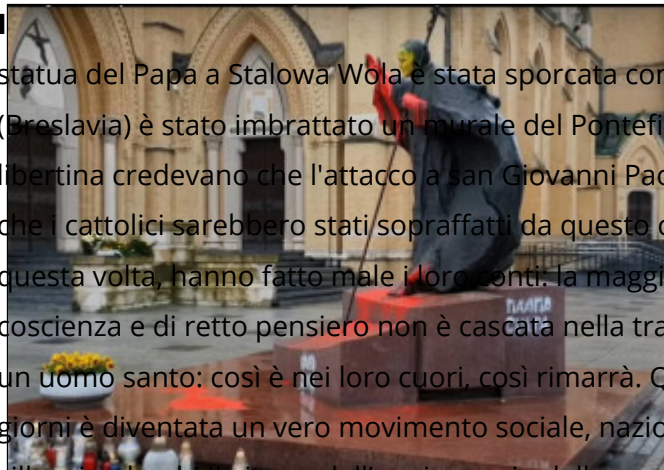 statua del Papa a Stalowa Wola è stata sporcata con
(Breslavia) è stato imbrattato un murale del Pontefi
libertina credevano che l'attacco a san Giovanni Pao
che i cattolici sarebbero stati sopraffatti da questo
questa volta, hanno fatto male i loro conti: la maggi
coscienza e di retto pensiero non è cascata nella tra
un uomo santo: così è nei loro cuori, così rimarrà.
giorni è diventata un vero movimento sociale, nazio